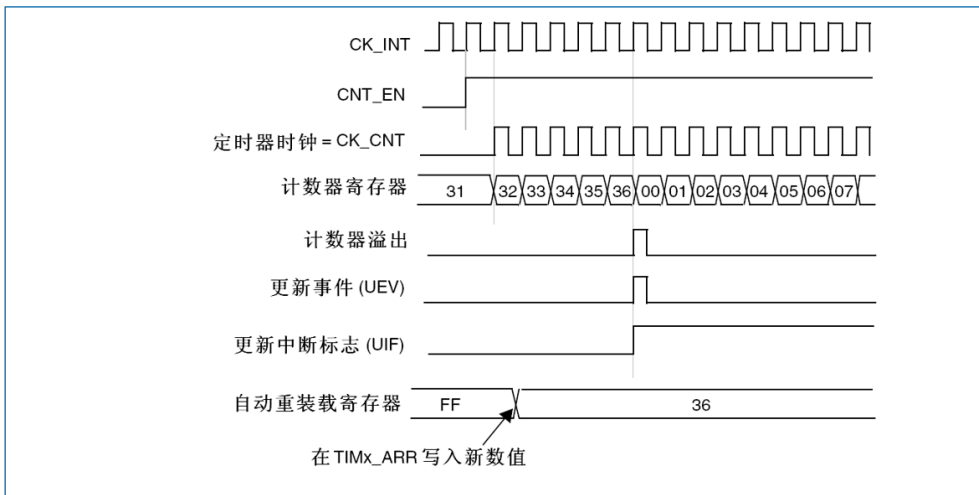 CK_INT
CNT_EN
定时器时钟 = CK_CNT
计数器寄存器 31 32 33 34 35 36 00 01 02 03 04 05 06 07
计数器溢出
更新事件 (UEV)
更新中断标志 (UIF)
自动重装载寄存器 FF 36
在 TIMx_ARR 写入新数值